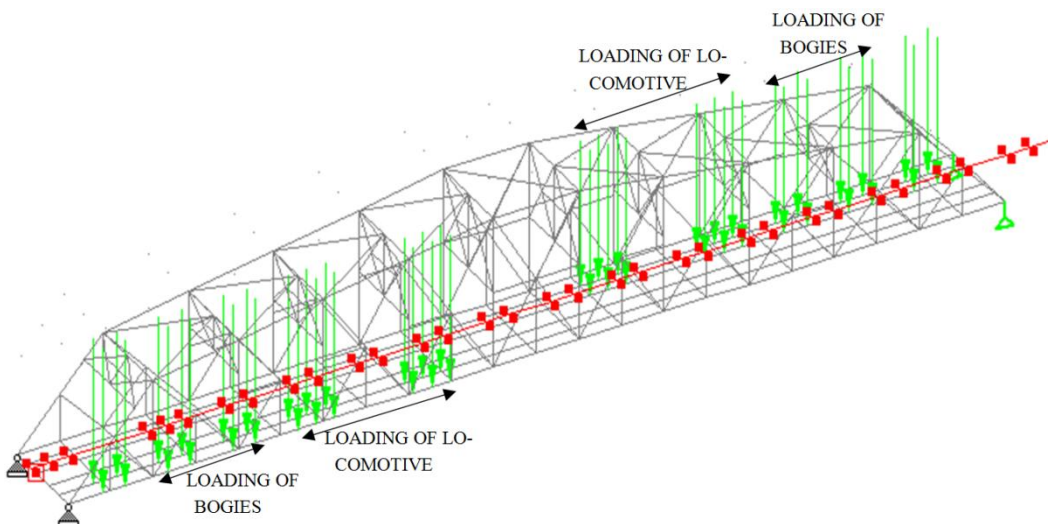 LOADING OF LO-
COMOTIVE
LOADING OF
BOGIES
LOADING OF LO-
COMOTIVE
LOADING OF
BOGIES